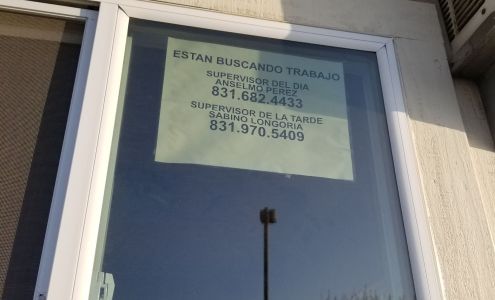 ESTAN BUSCANDO TRABAJO
SUPERVISOR DEL DIA
ANSELMO PEREZ
831.682.4433
SUPERVISOR DE LA TARDE
SABINO LONGORIA
831.970.5409